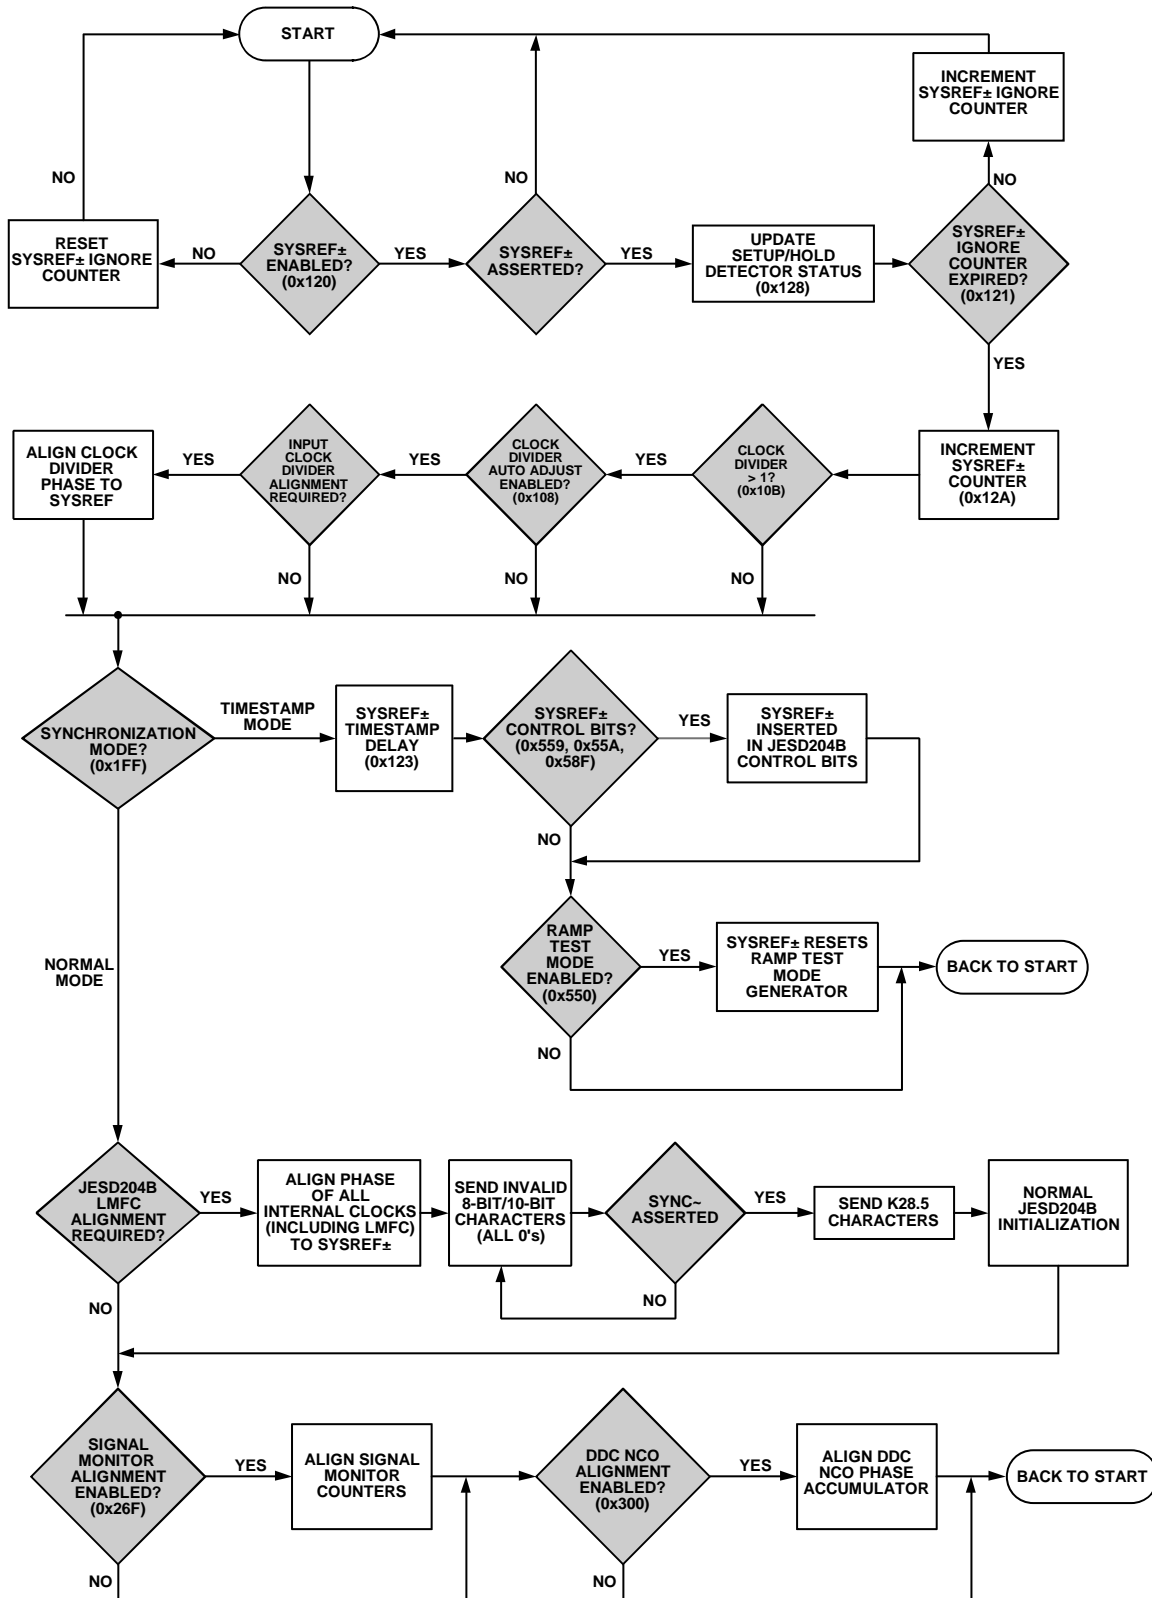 START
INCREMENT
SYSREF± IGNORE
COUNTER
NO
NO
NO
RESET
SYSREF± IGNORE
COUNTER
NO
SYSREF±
ENABLED?
(0x120)
YES
SYSREF±
ASSERTED?
YES
UPDATE
SETUP/HOLD
DETECTOR STATUS
(0x128)
SYSREF±
IGNORE
COUNTER
EXPIRED?
(0x121)
YES
ALIGN CLOCK
DIVIDER
PHASE TO
SYSREF
YES
INPUT
CLOCK
DIVIDER
ALIGNMENT
REQUIRED?
YES
CLOCK
DIVIDER
AUTO ADJUST
ENABLED?
(0x108)
YES
CLOCK
DIVIDER
> 1?
(0x10B)
INCREMENT
SYSREF±
COUNTER
(0x12A)
NO
NO
NO
SYNCHRONIZATION
MODE?
(0x1FF)
TIMESTAMP
MODE
SYSREF±
TIMESTAMP
DELAY
(0x123)
SYSREF±
CONTROL BITS?
(0x559, 0x55A,
0x58F)
YES
SYSREF±
INSERTED
IN JESD204B
CONTROL BITS
NO
NORMAL
MODE
RAMP
TEST
MODE
ENABLED?
(0x550)
YES
SYSREF± RESETS
RAMP TEST
MODE
GENERATOR
BACK TO START
NO
JESD204B
LMFC
ALIGNMENT
REQUIRED?
YES
ALIGN PHASE
OF ALL
INTERNAL CLOCKS
(INCLUDING LMFC)
TO SYSREF±
SEND INVALID
8-BIT/10-BIT
CHARACTERS
(ALL 0's)
SYNC~
ASSERTED
YES
SEND K28.5
CHARACTERS
NORMAL
JESD204B
INITIALIZATION
NO
NO
SIGNAL
MONITOR
ALIGNMENT
ENABLED?
(0x26F)
YES
ALIGN SIGNAL
MONITOR
COUNTERS
DDC NCO
ALIGNMENT
ENABLED?
(0x300)
YES
ALIGN DDC
NCO PHASE
ACCUMULATOR
BACK TO START
NO
NO